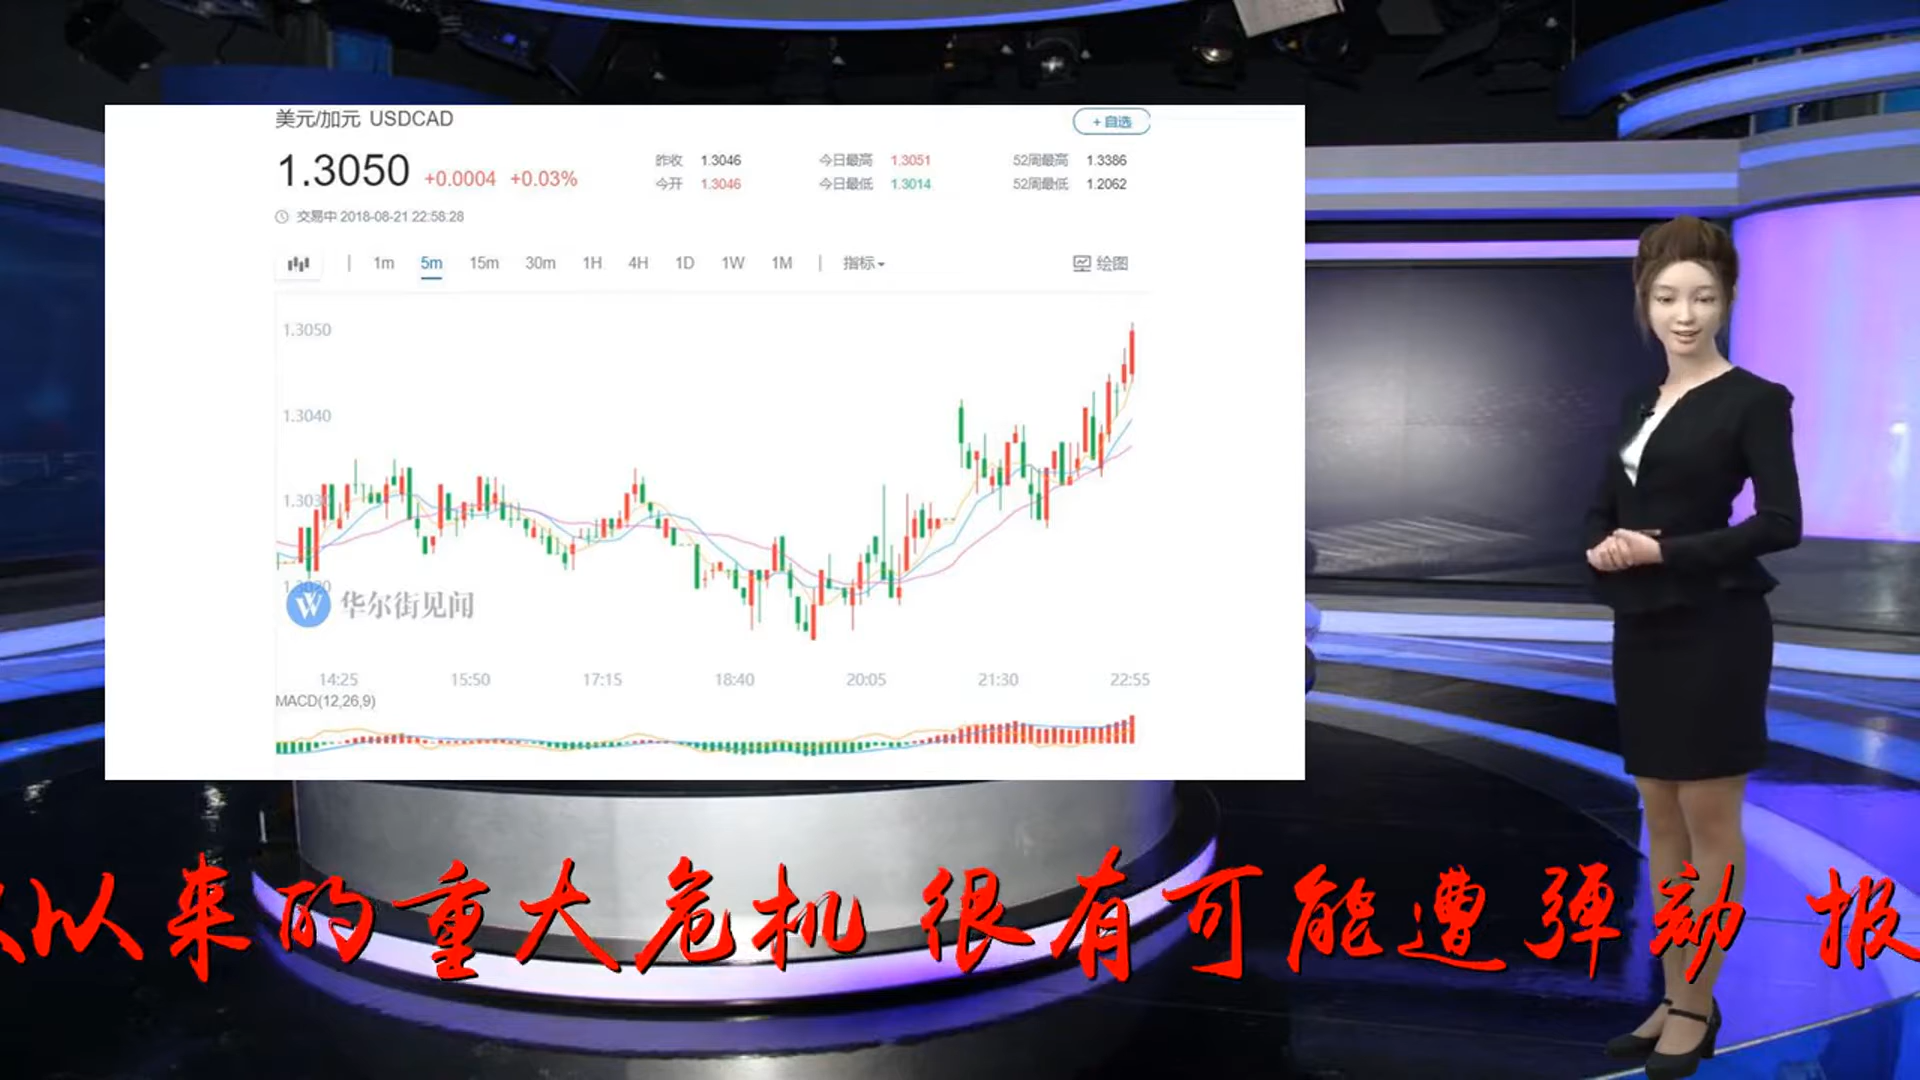 美元/加元 USDCAD
+自选
1.3050 +0.0004 +0.03%
昨收 1.3046 今日最高 1.3051 52周最高 1.3386
今开 1.3046 今日最低 1.3014 52周最低 1.2062
交易中 2018-08-21 22:58:28
1m 5m 15m 30m 1H 4H 1D 1W 1M 指标 绘图
1.3050
1.3040
1.3030
1.3020
华尔街见闻
14:25 15:50 17:15 18:40 20:05 21:30 22:55
MACD(12,26,9)
以来的重大危机 很有可能遭弹劾 报